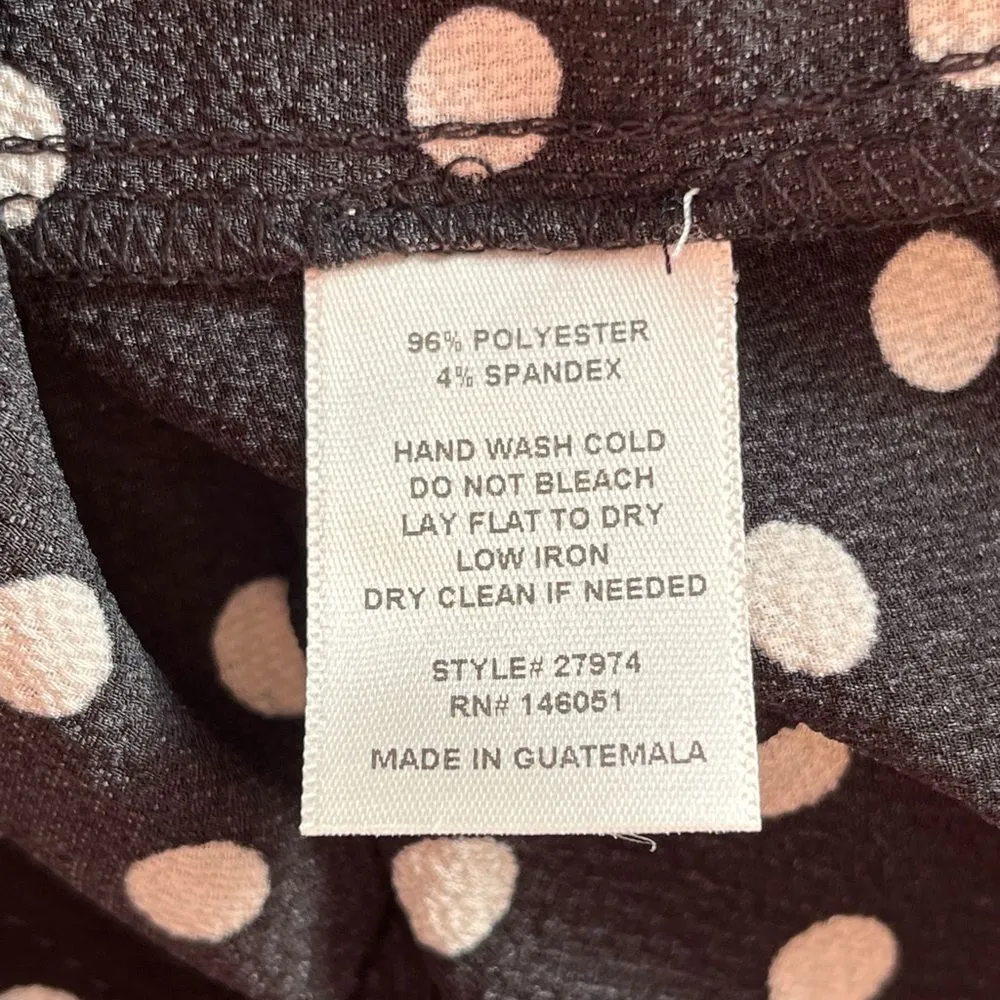 96% POLYESTER
4% SPANDEX
HAND WASH COLD
DO NOT BLEACH
LAY FLAT TO DRY
LOW IRON
DRY CLEAN IF NEEDED
STYLE# 27974
RN# 146051
MADE IN GUATEMALA